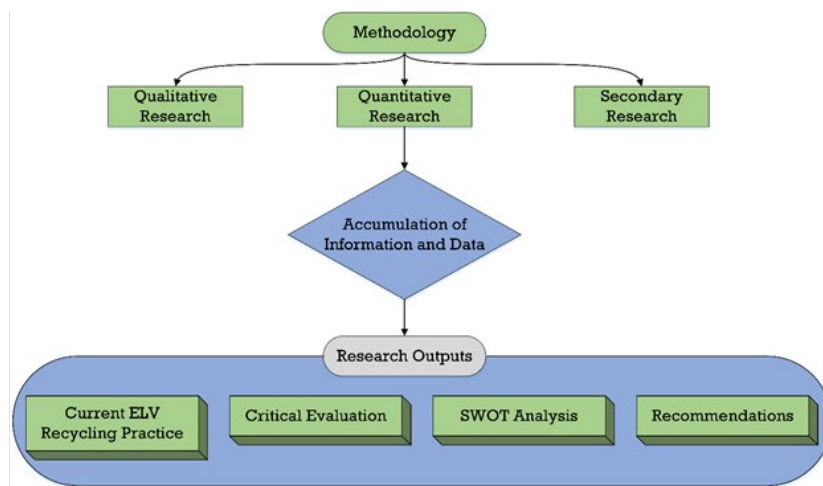 Methodology
Qualitative
Research
Quantitative
Research
Secondary
Research
Accumulation of
Information and Data
Research Outputs
Current ELV
Recycling Practice
Critical Evaluation
SWOT Analysis
Recommendations